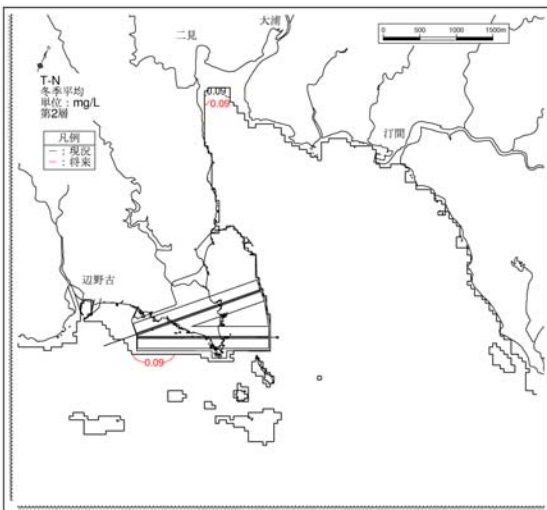 大浦
二見
0 500 1000 1500m
T-N
冬季平均
単位：mg/L
第2層
凡例
－：現況
－：将来
0.09
0.09
汀間
辺野古
0.09